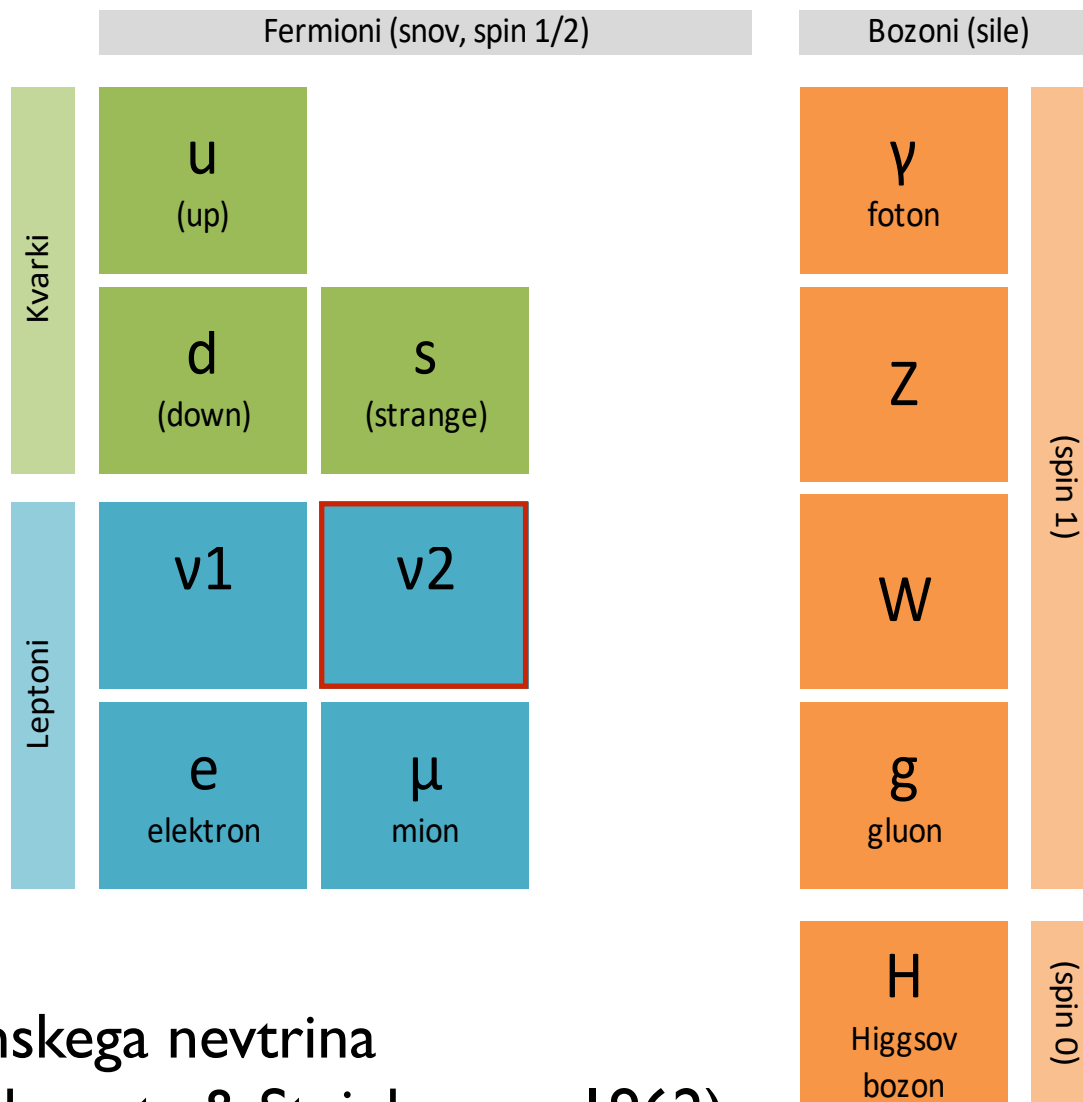 Fermioni (snov, spin 1/2)
Bozoni (sile)
Kvarki
u
(up)
d
(down)
s
(strange)
Leptoni
ν1
ν2
e
elektron
μ
mion
γ
foton
Z
W
g
gluon
(spin 1)
H
Higgsov
bozon
(spin 0)
nevtrina
1962)